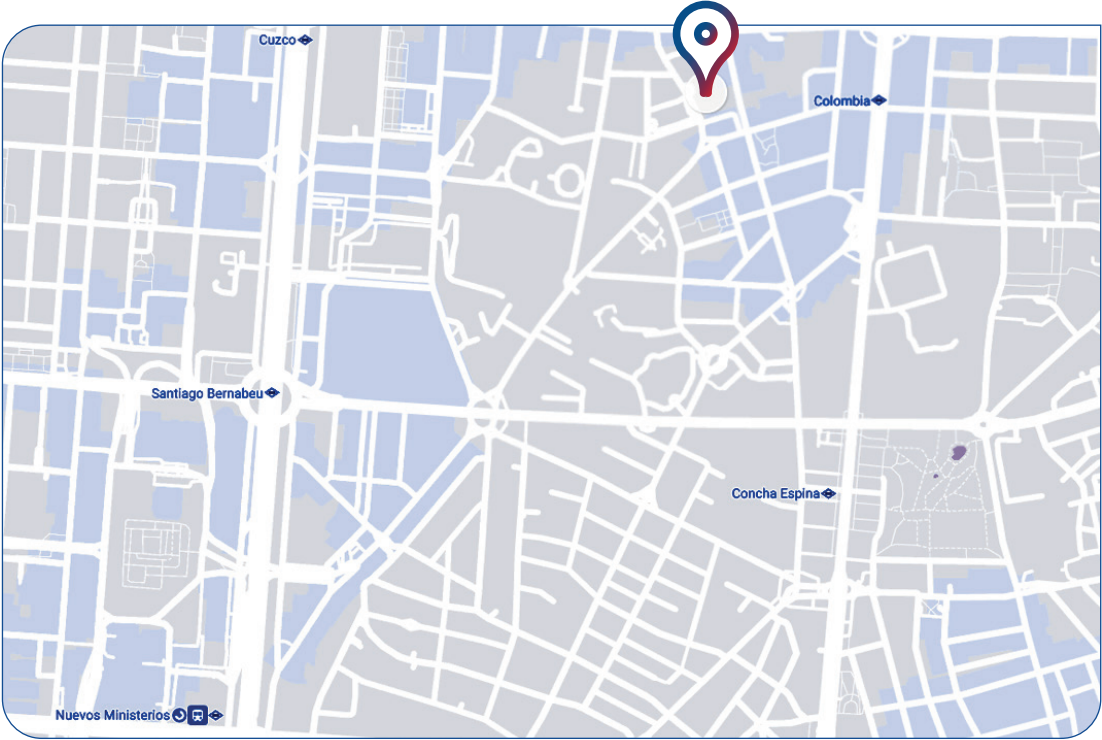 Cuzco
Colombia
Santiago Bernabeu
Concha Espina
Nuevos Ministerios